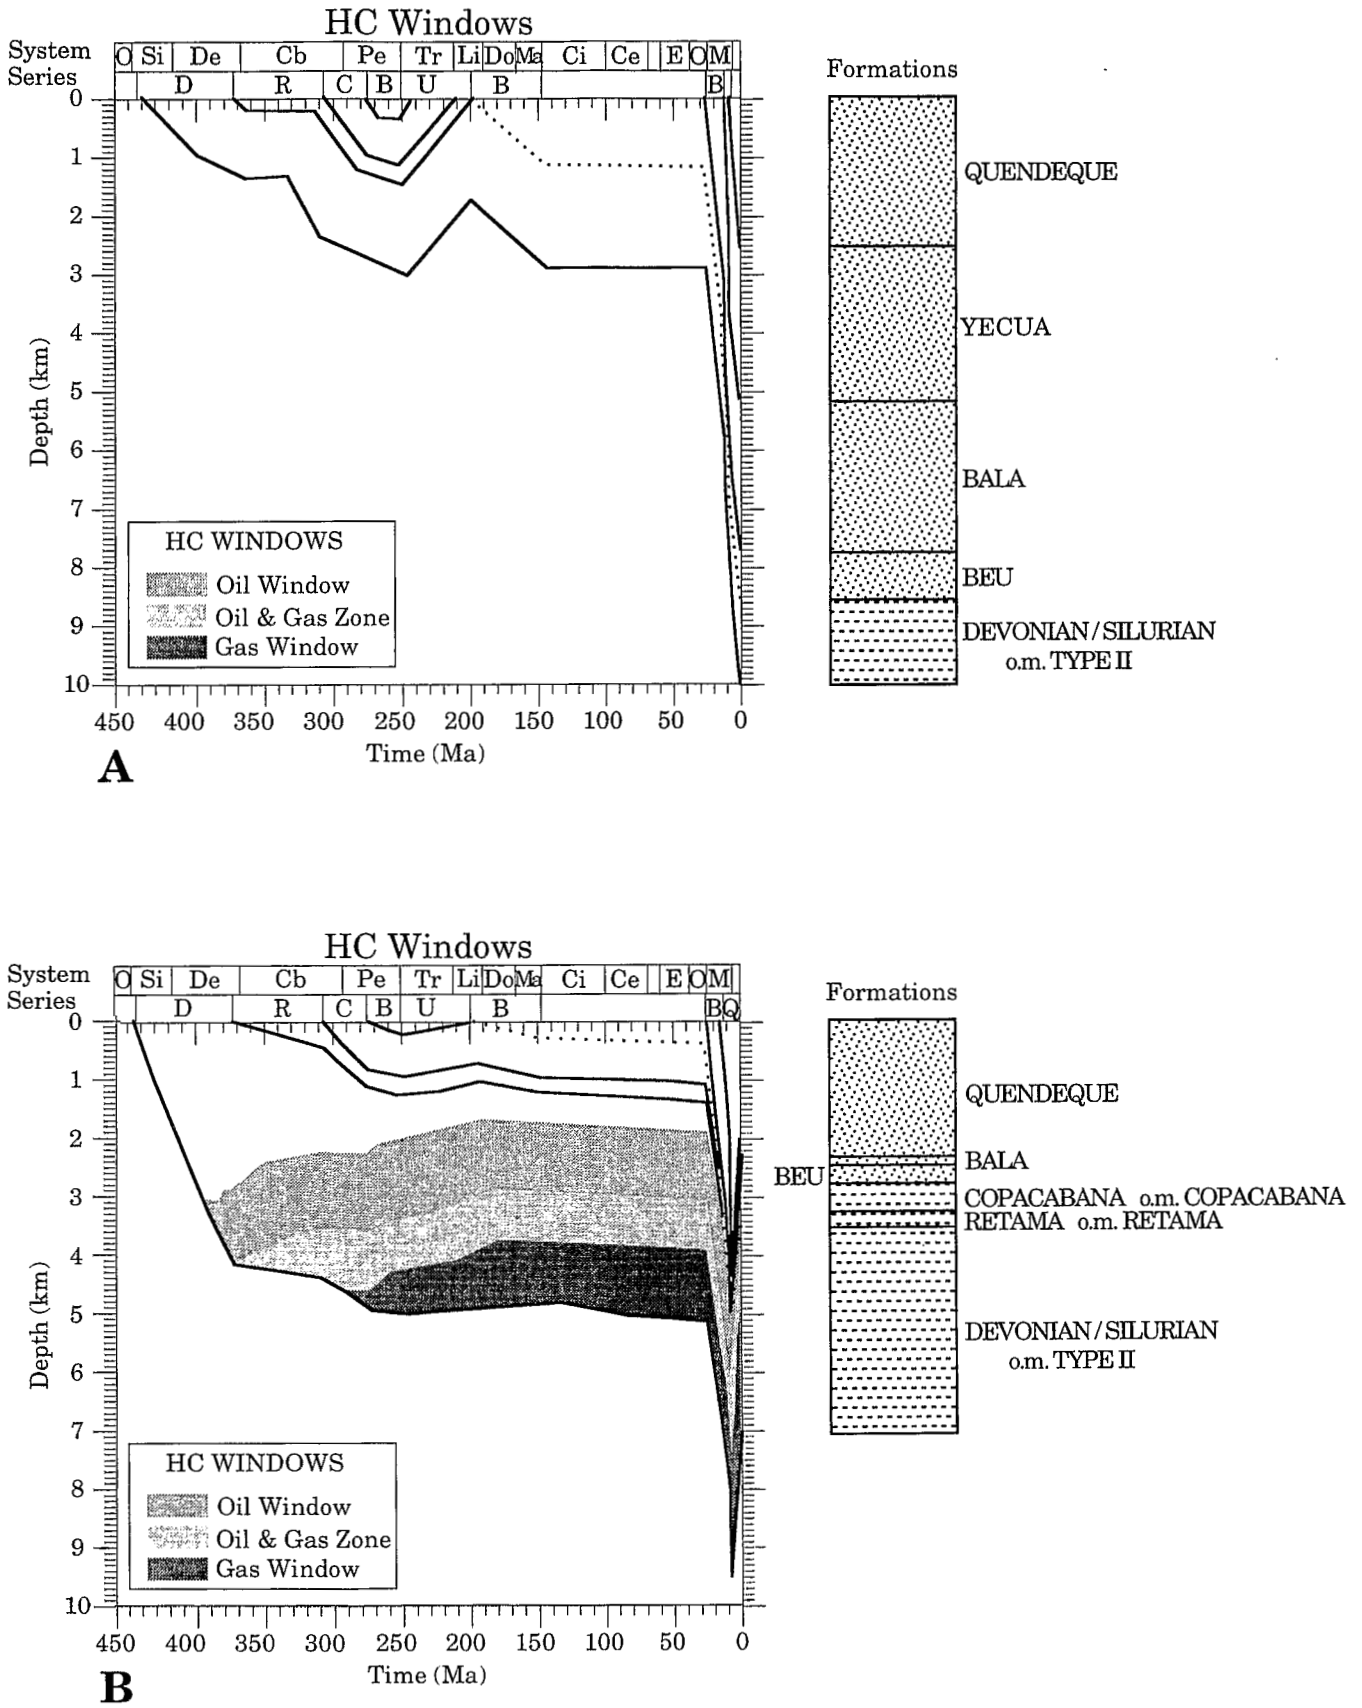 HC Windows
System O Si De Cb Pe Tr Li Do Ma Ci Ce E O M
Series D R C B U B B
Formations
0
1
2
3
4
5
6
7
8
9
10
Depth (km)
QUENDEQUE
YECUA
BALA
BEU
DEVONIAN / SILURIAN
o.m. TYPE II
HC WINDOWS
Oil Window
Oil & Gas Zone
Gas Window
450 400 350 300 250 200 150 100 50 0
Time (Ma)
A
HC Windows
System O Si De Cb Pe Tr Li Do Ma Ci Ce E O M
Series D R C B U B B Q
Formations
0
1
2
3
4
5
6
7
8
9
10
Depth (km)
QUENDEQUE
BALA
BEU
COPACABANA o.m. COPACABANA
RETAMA o.m. RETAMA
DEVONIAN / SILURIAN
o.m. TYPE II
HC WINDOWS
Oil Window
Oil & Gas Zone
Gas Window
450 400 350 300 250 200 150 100 50 0
Time (Ma)
B